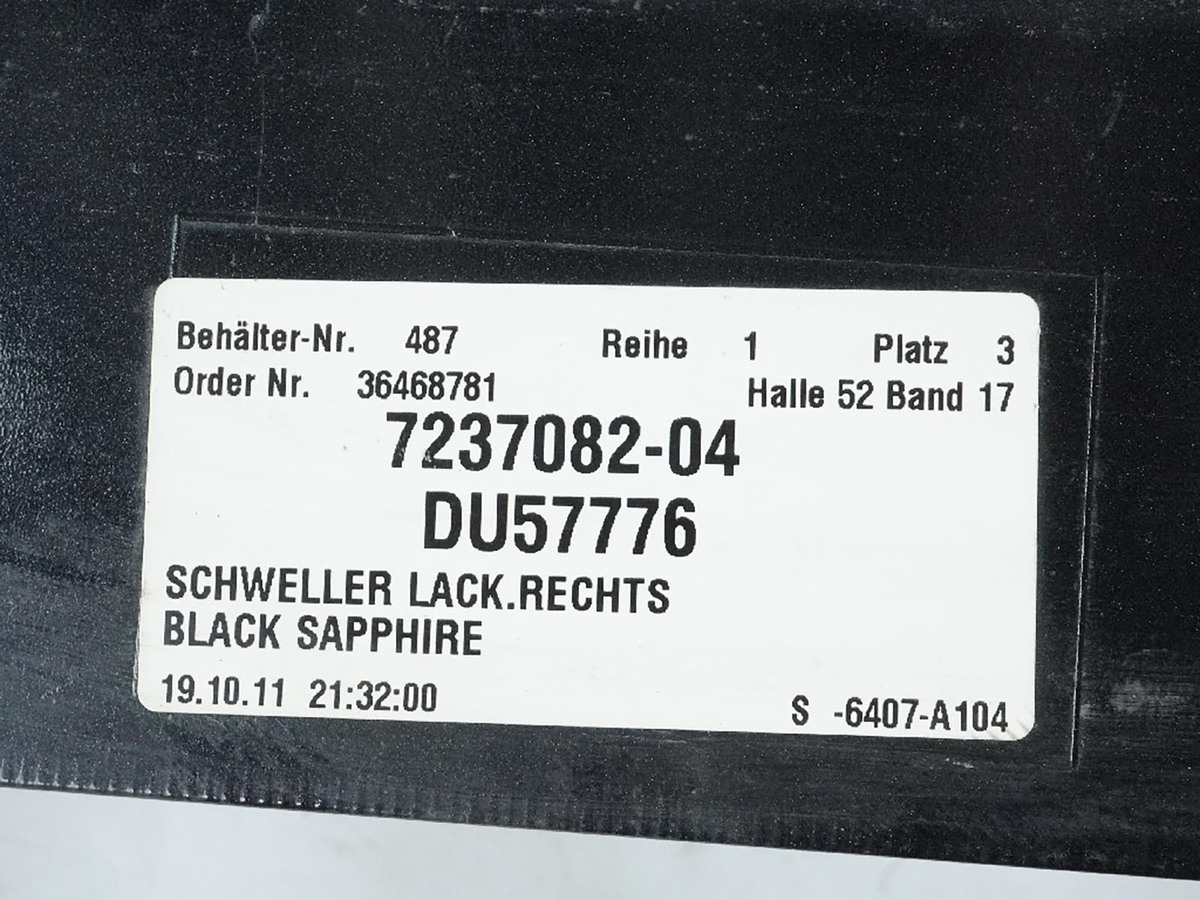 Behälter-Nr. 487 Reihe 1 Platz 3
Order Nr. 36468781 Halle 52 Band 17
7237082-04
DU57776
SCHWELLER LACK.RECHTS
BLACK SAPPHIRE
19.10.11 21:32:00 S -6407-A104